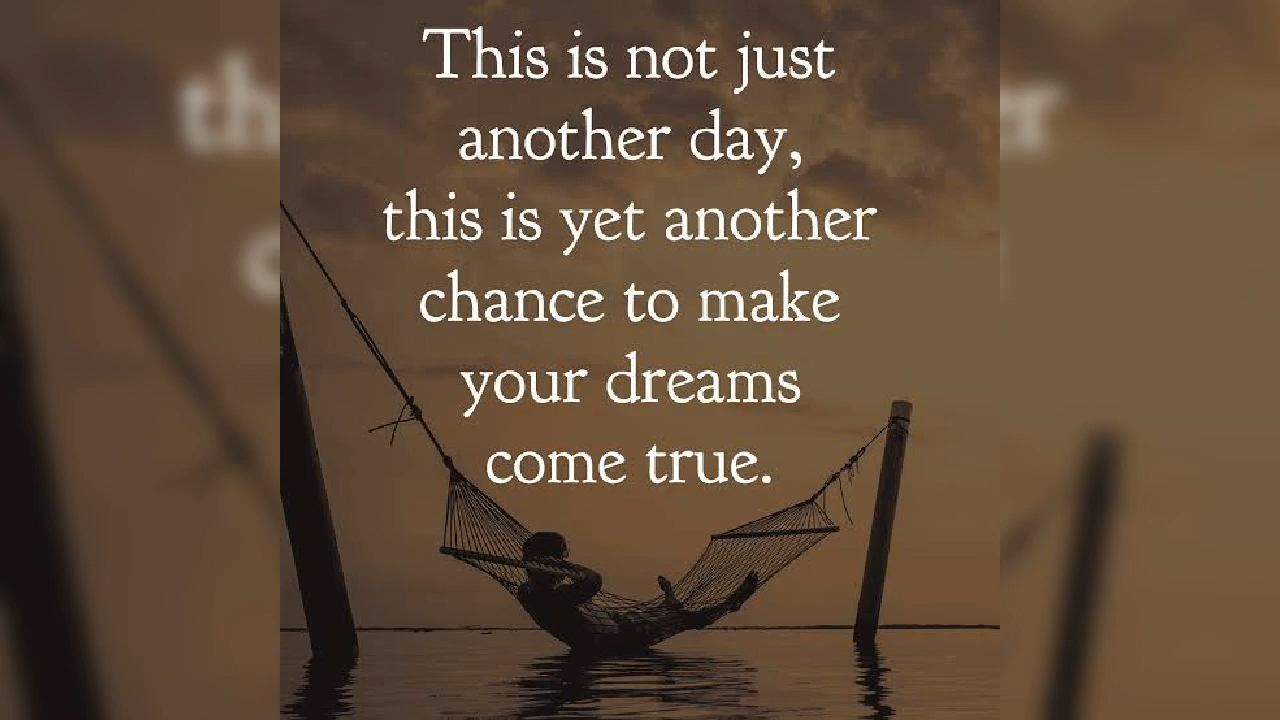 This is not just
another day,
this is yet another
chance to make
your dreams
come true.